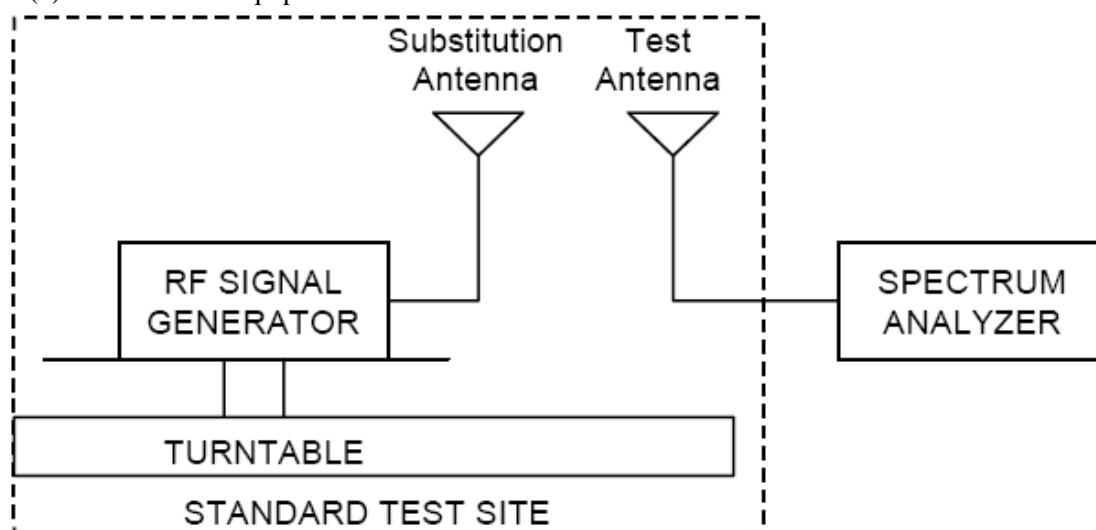 Substitution
Antenna
Test
Antenna
RF SIGNAL
GENERATOR
SPECTRUM
ANALYZER
TURNTABLE
STANDARD TEST SITE